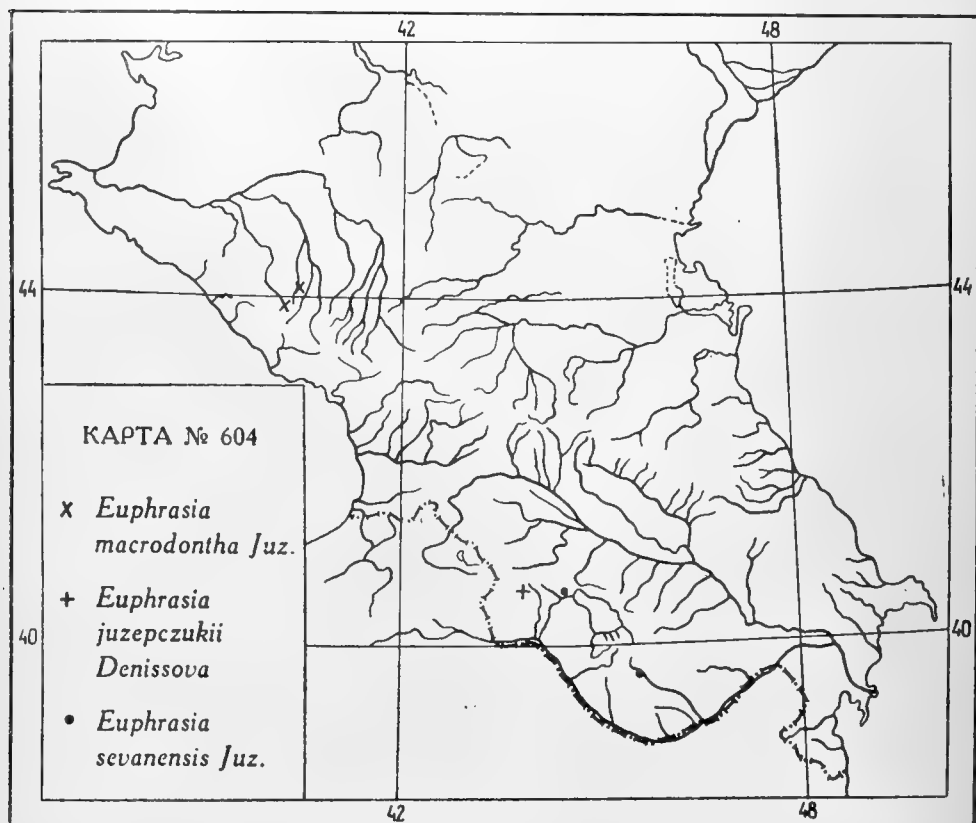 42 48
44 44
КАРТА № 604
x Euphrasia
macrodontha Juz.
+ Euphrasia
juzepczukii
Denissova
• Euphrasia
sevanensis Juz.
40 40
42 48